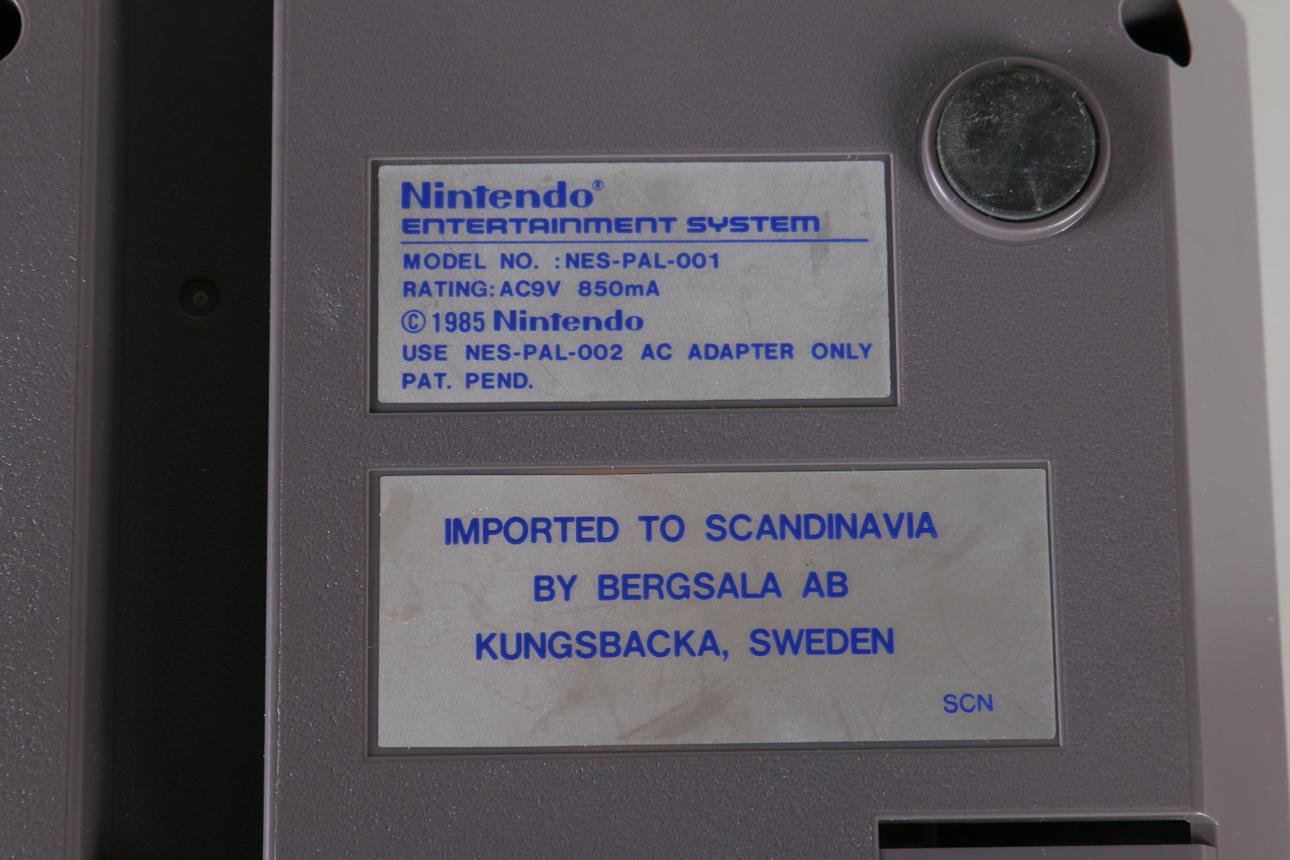 Nintendo®
ENTERTAINMENT SYSTEM
MODEL NO. :NES-PAL-001
RATING:AC9V 850mA
© 1985 Nintendo
USE NES-PAL-002 AC ADAPTER ONLY
PAT. PEND.
IMPORTED TO SCANDINAVIA
BY BERGSALA AB
KUNGSBACKA, SWEDEN
SCN